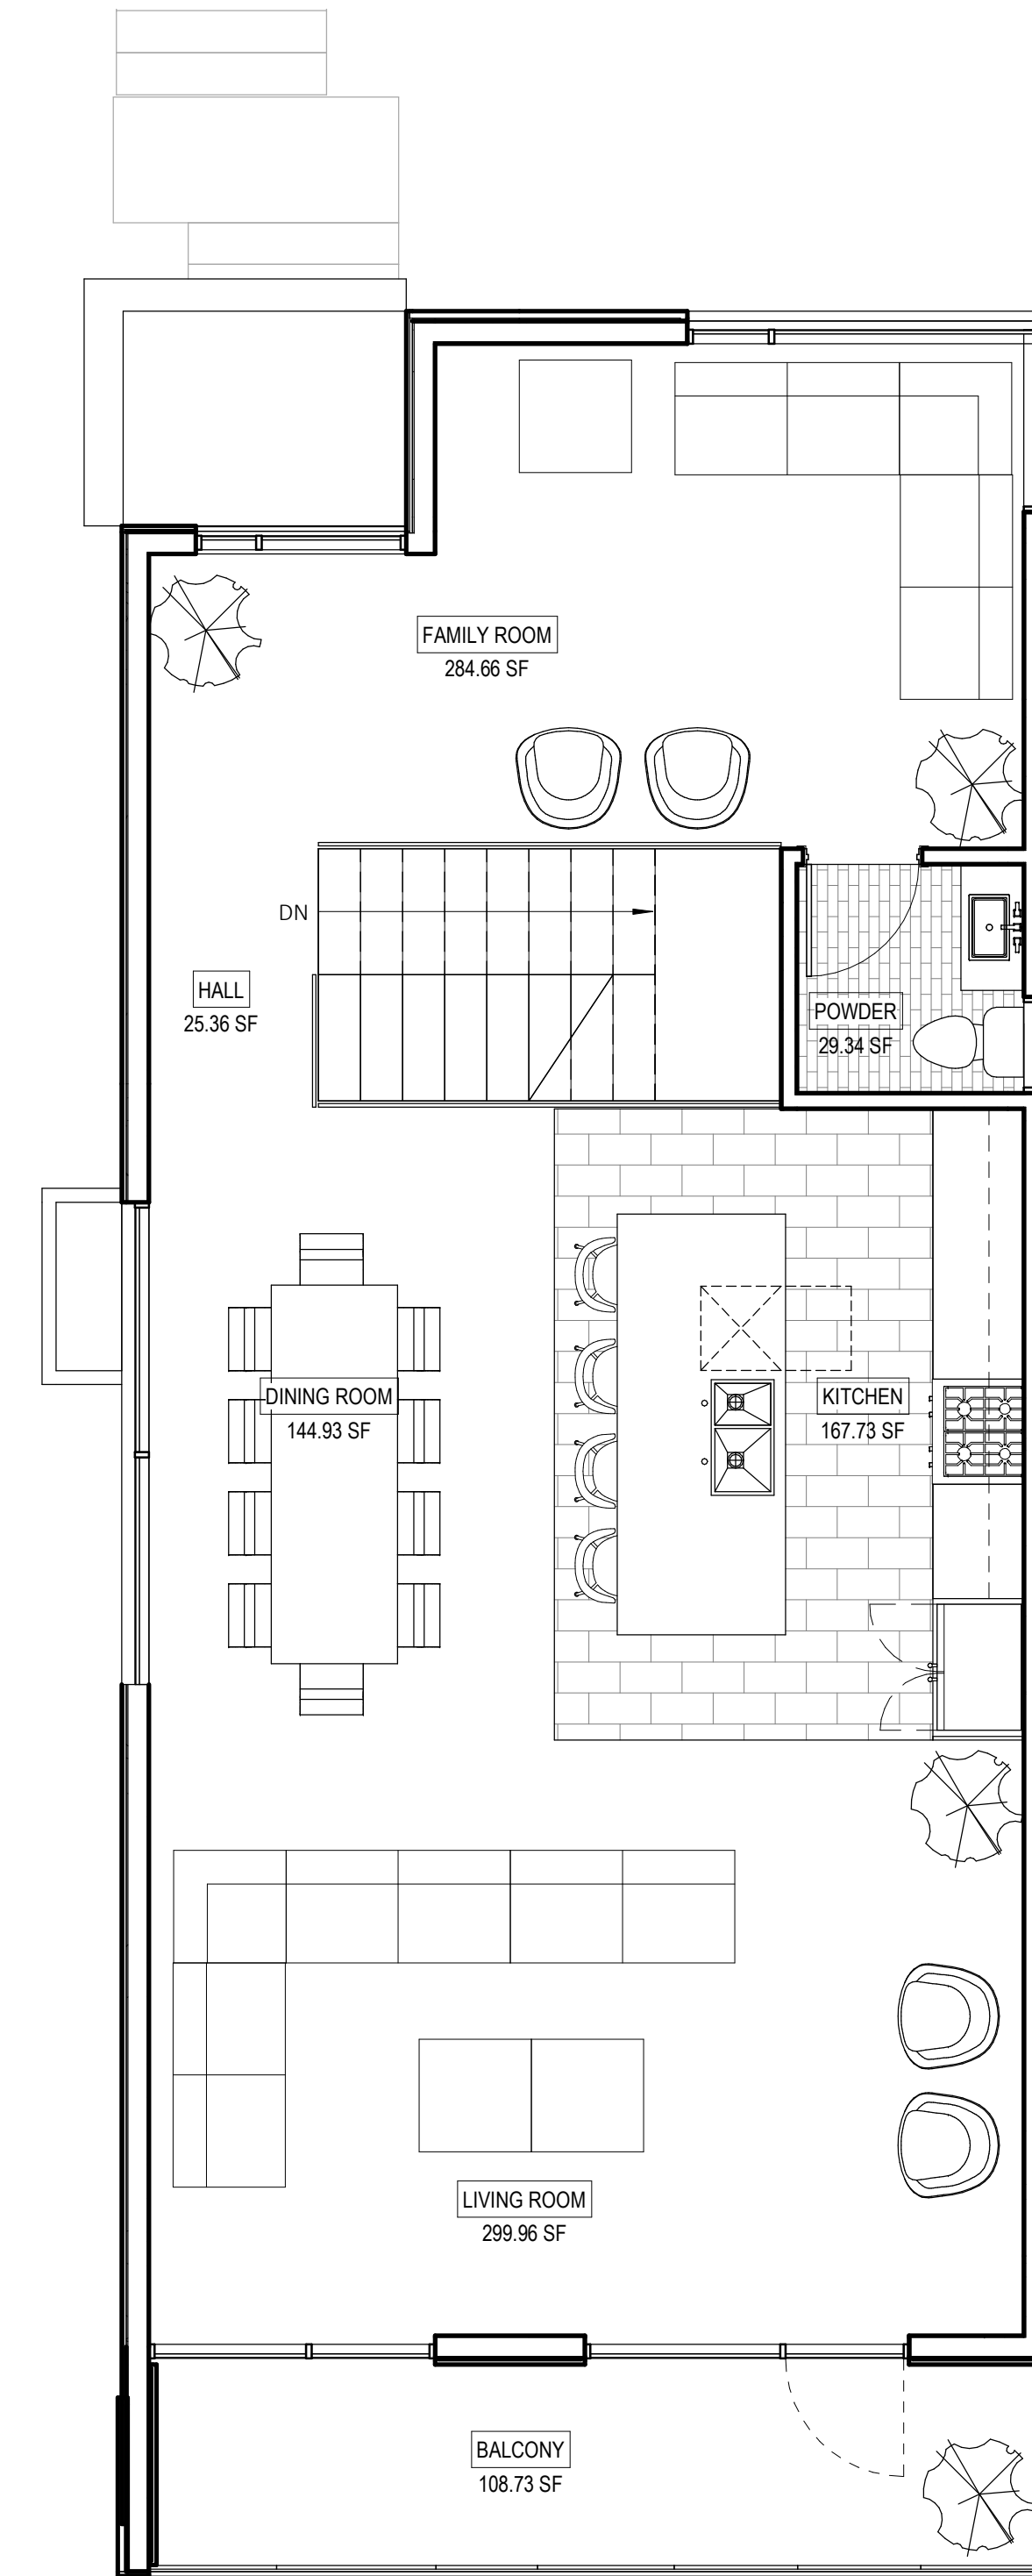 FAMILY ROOM
284.66 SF
DN
HALL
25.36 SF
POWDER
29.34 SF
DINING ROOM
144.93 SF
KITCHEN
167.73 SF
LIVING ROOM
299.96 SF
BALCONY
108.73 SF